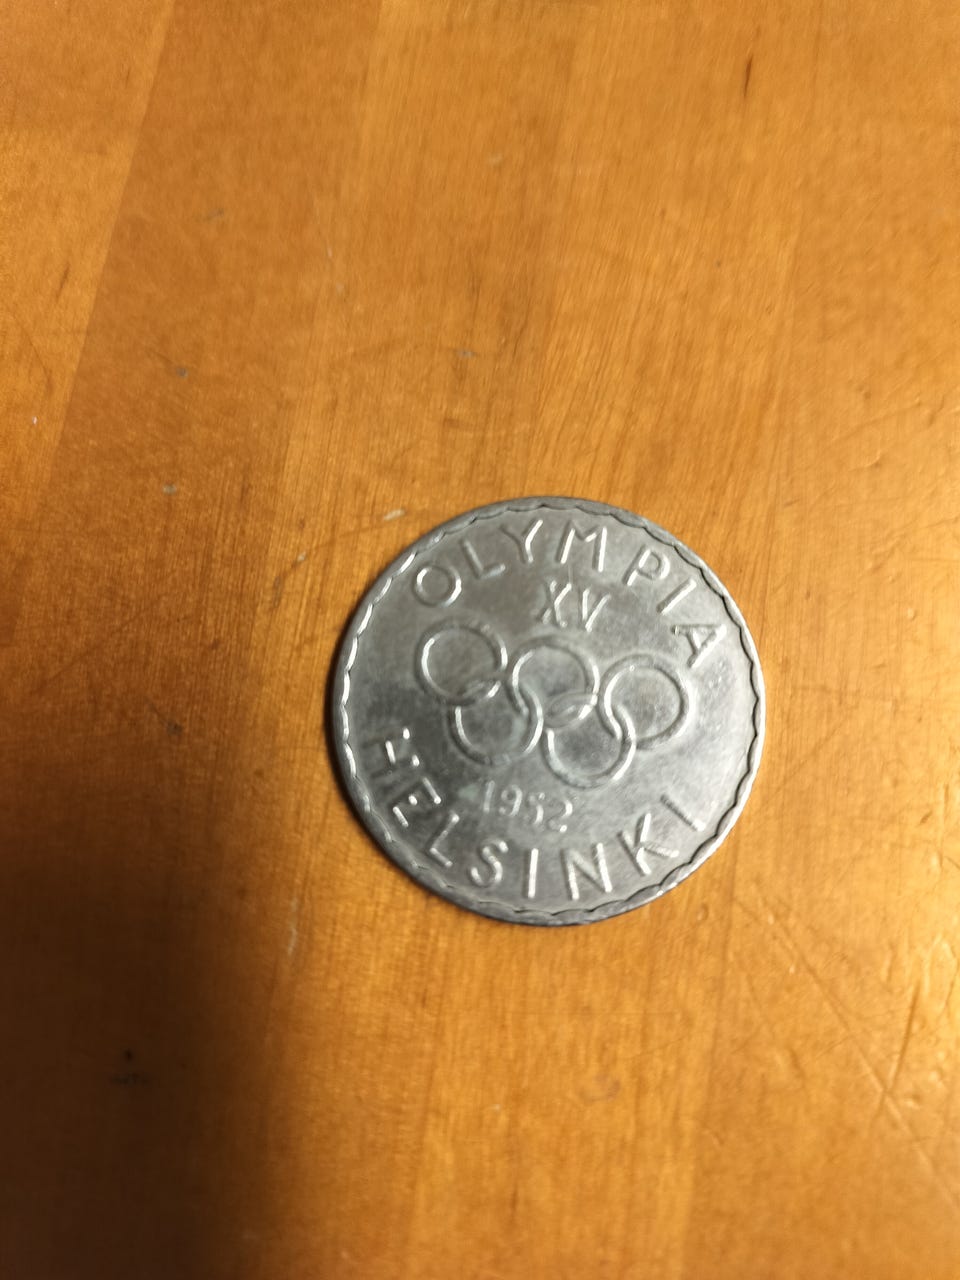 OLYMPIA
XV
1952
HELSINKI